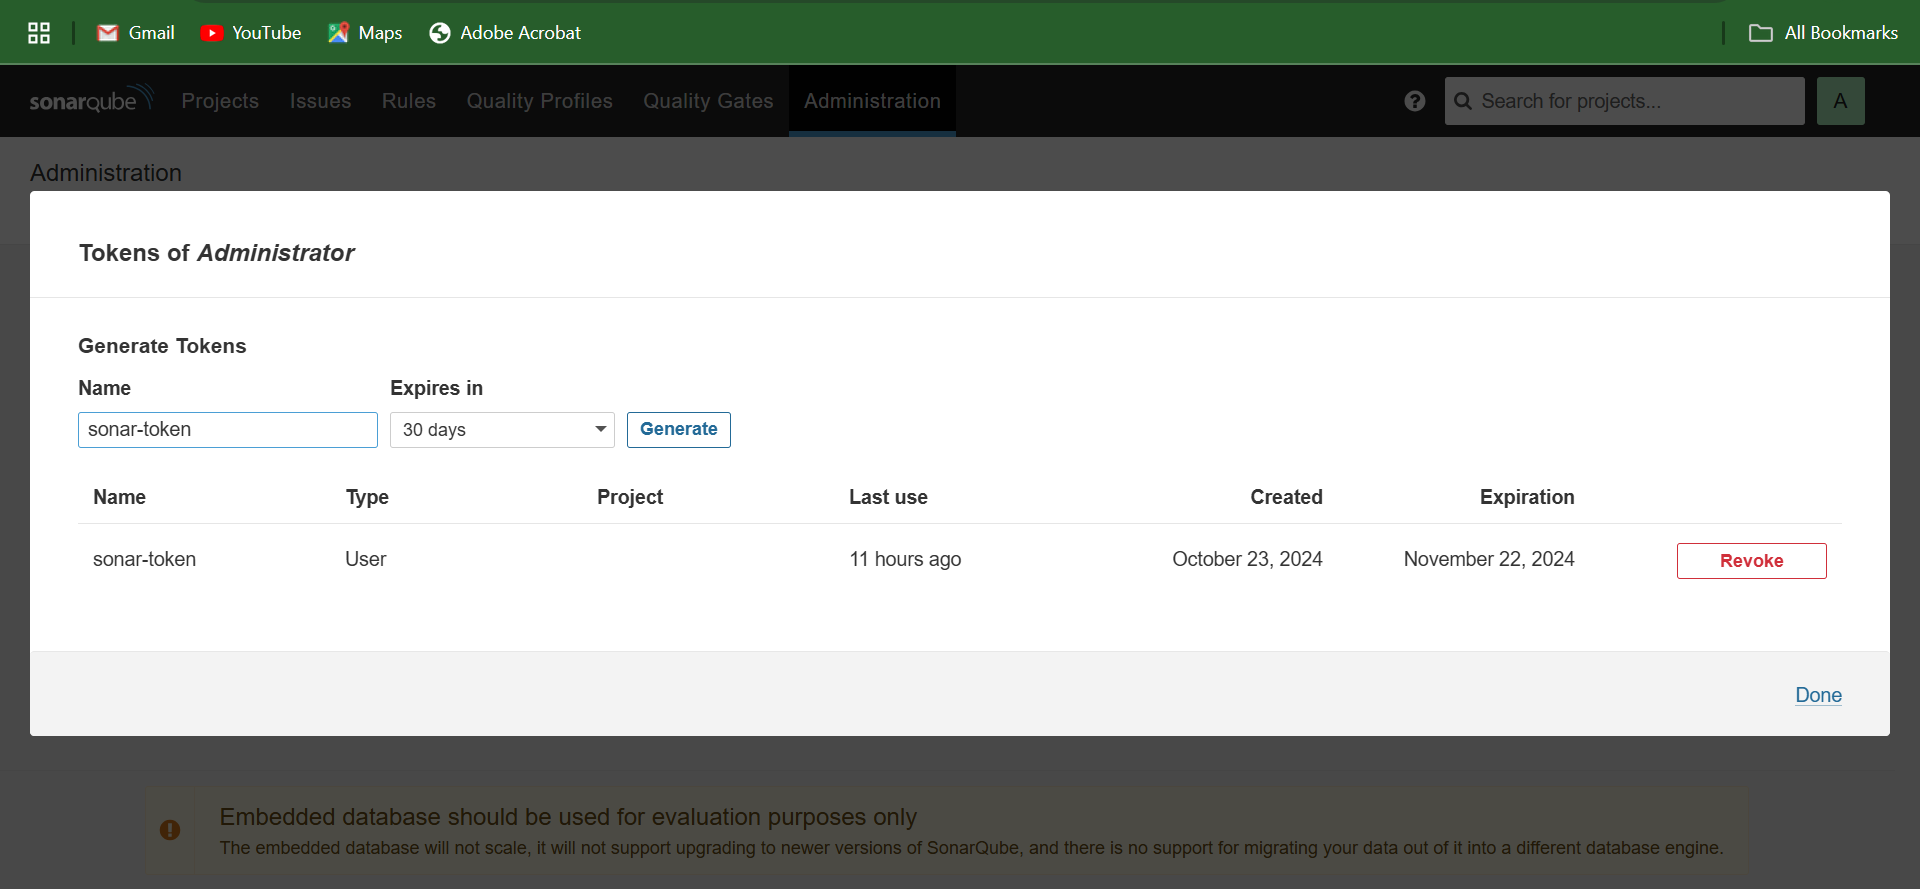 Gmail YouTube Maps Adobe Acrobat All Bookmarks
sonarqube Projects Issues Rules Quality Profiles Quality Gates Administration ? Search for projects... A
Administration
Tokens of Administrator
Generate Tokens
Name Expires in
sonar-token 30 days Generate
Name Type Project Last use Created Expiration
sonar-token User 11 hours ago October 23, 2024 November 22, 2024 Revoke
Done
Embedded database should be used for evaluation purposes only
The embedded database will not scale, it will not support upgrading to newer versions of SonarQube, and there is no support for migrating your data out of it into a different database engine.